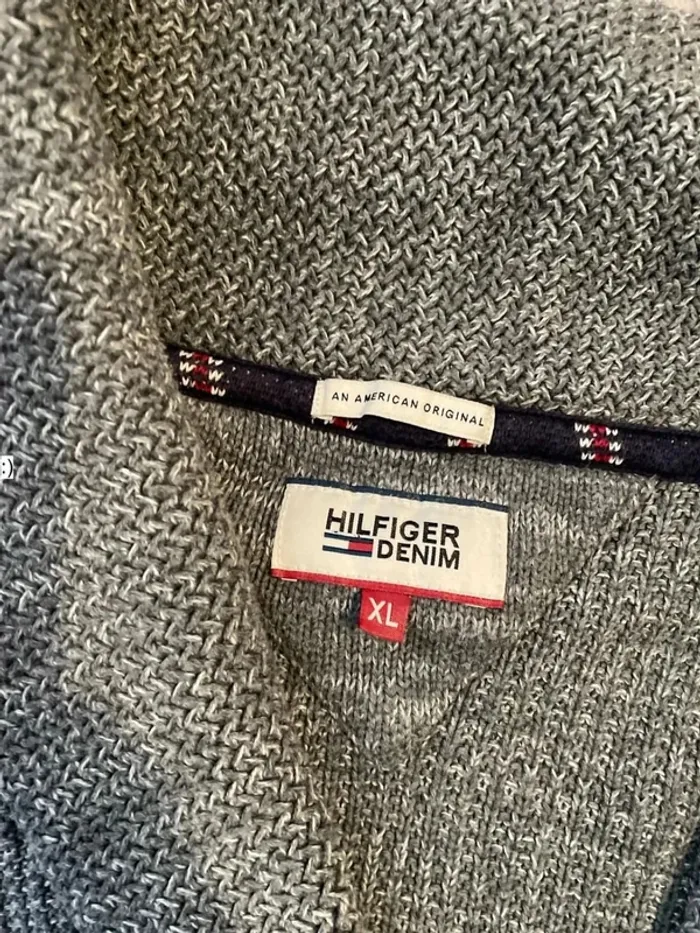 AN AMERICAN ORIGINAL
HILFIGER
DENIM
XL
:)